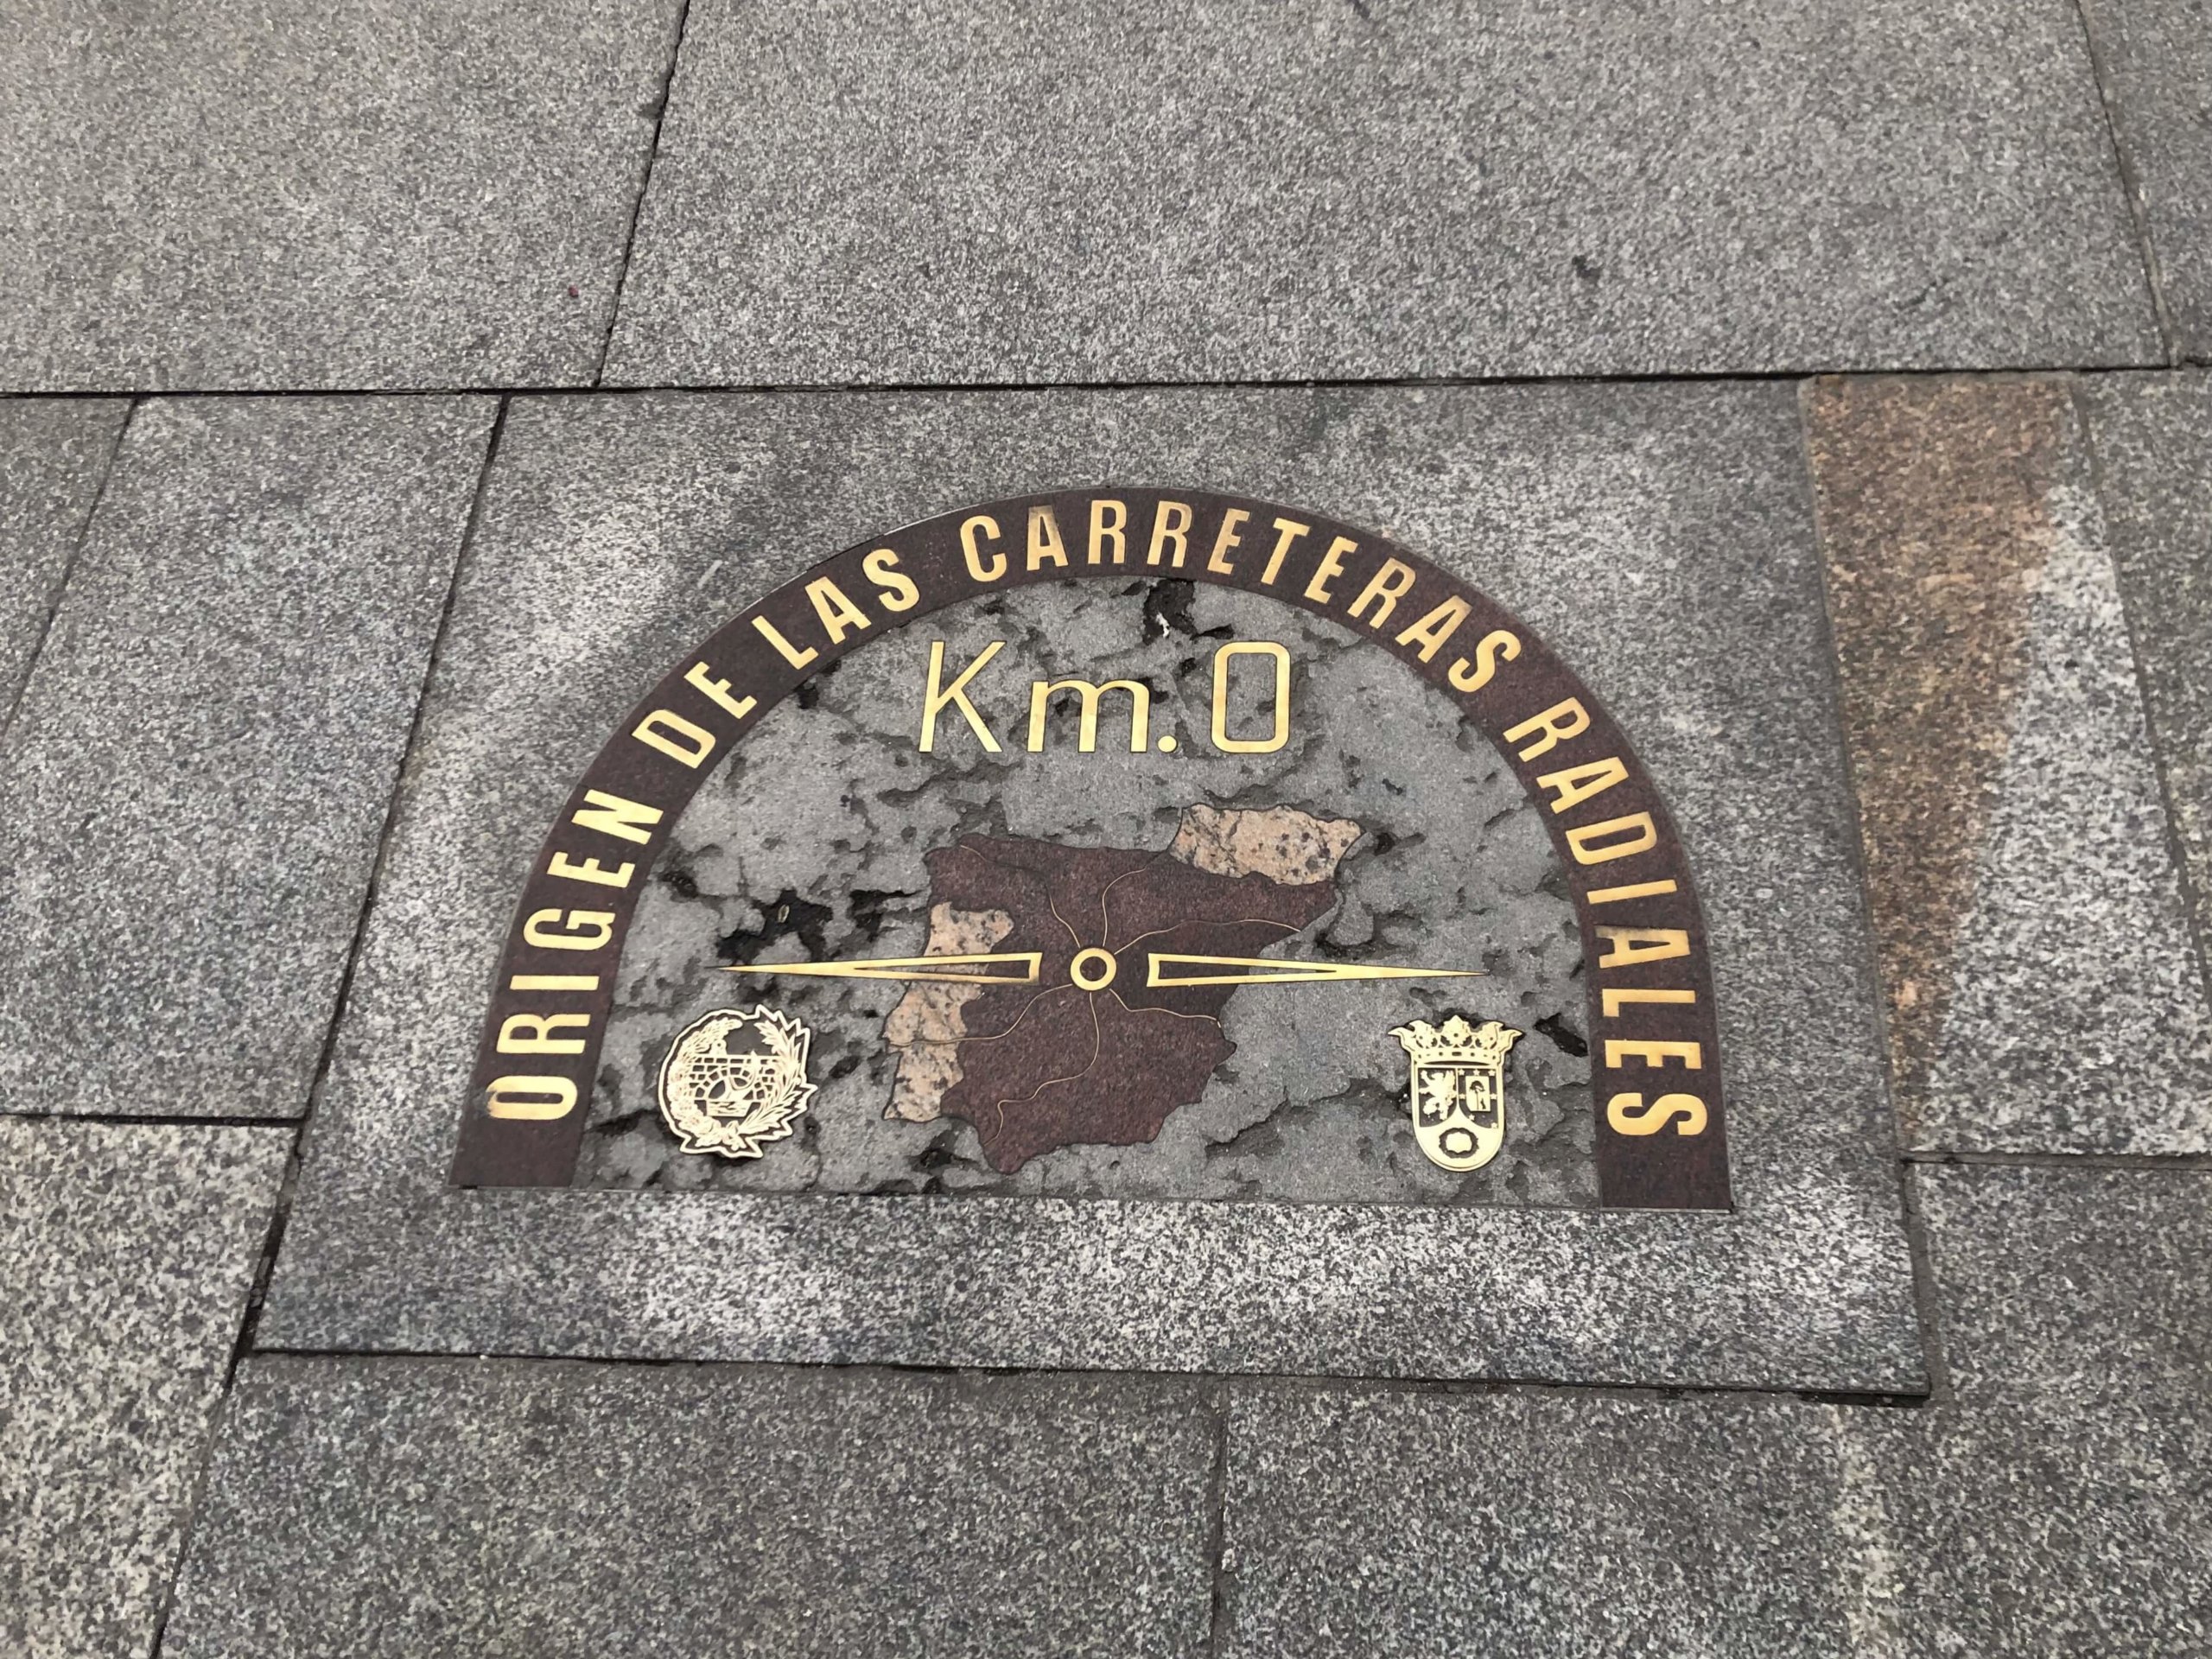 ORIGEN DE LAS CARRETERAS RADIALES
Km. 0